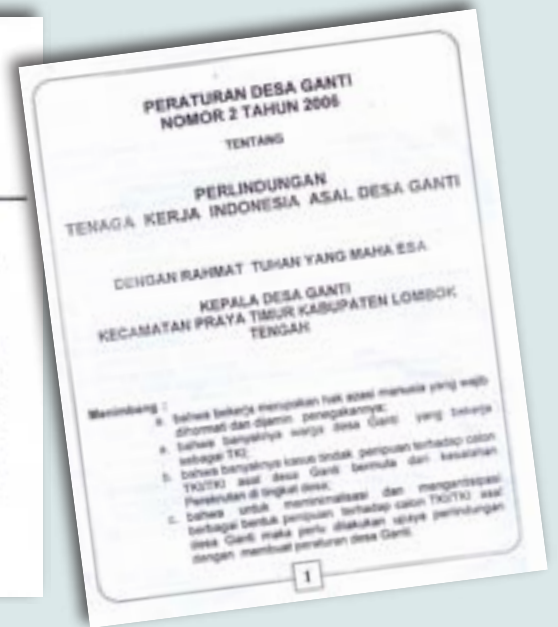 PERATURAN DESA GANTI
NOMOR 2 TAHUN 2006
TENTANG
PERLINDUNGAN
TENAGA KERJA INDONESIA ASAL DESA GANTI
DENGAN RAHMAT TUHAN YANG MAHA ESA
KEPALA DESA GANTI
KECAMATAN PRAYA TIMUR KABUPATEN LOMBOK
TENGAH
Menimbang :
a. bahwa bekerja merupakan hak azasi manusia yang wajib
dihormati dan dijamin penegakannya;
a. bahwa banyaknya warga desa Ganti yang bekerja
sebagai TKI;
b. bahwa banyaknya kasus tindak penipuan terhadap calon
TKI/TKI asal desa Ganti bermula dari kesalahan
Perekrutan di tingkat desa;
c. bahwa untuk meminimalisasi dan mengantisipasi
berbagai bentuk penipuan terhadap calon TKI/TKI asal
desa Ganti maka perlu dilakukan upaya perlindungan
dengan membuat peraturan desa Ganti.
1